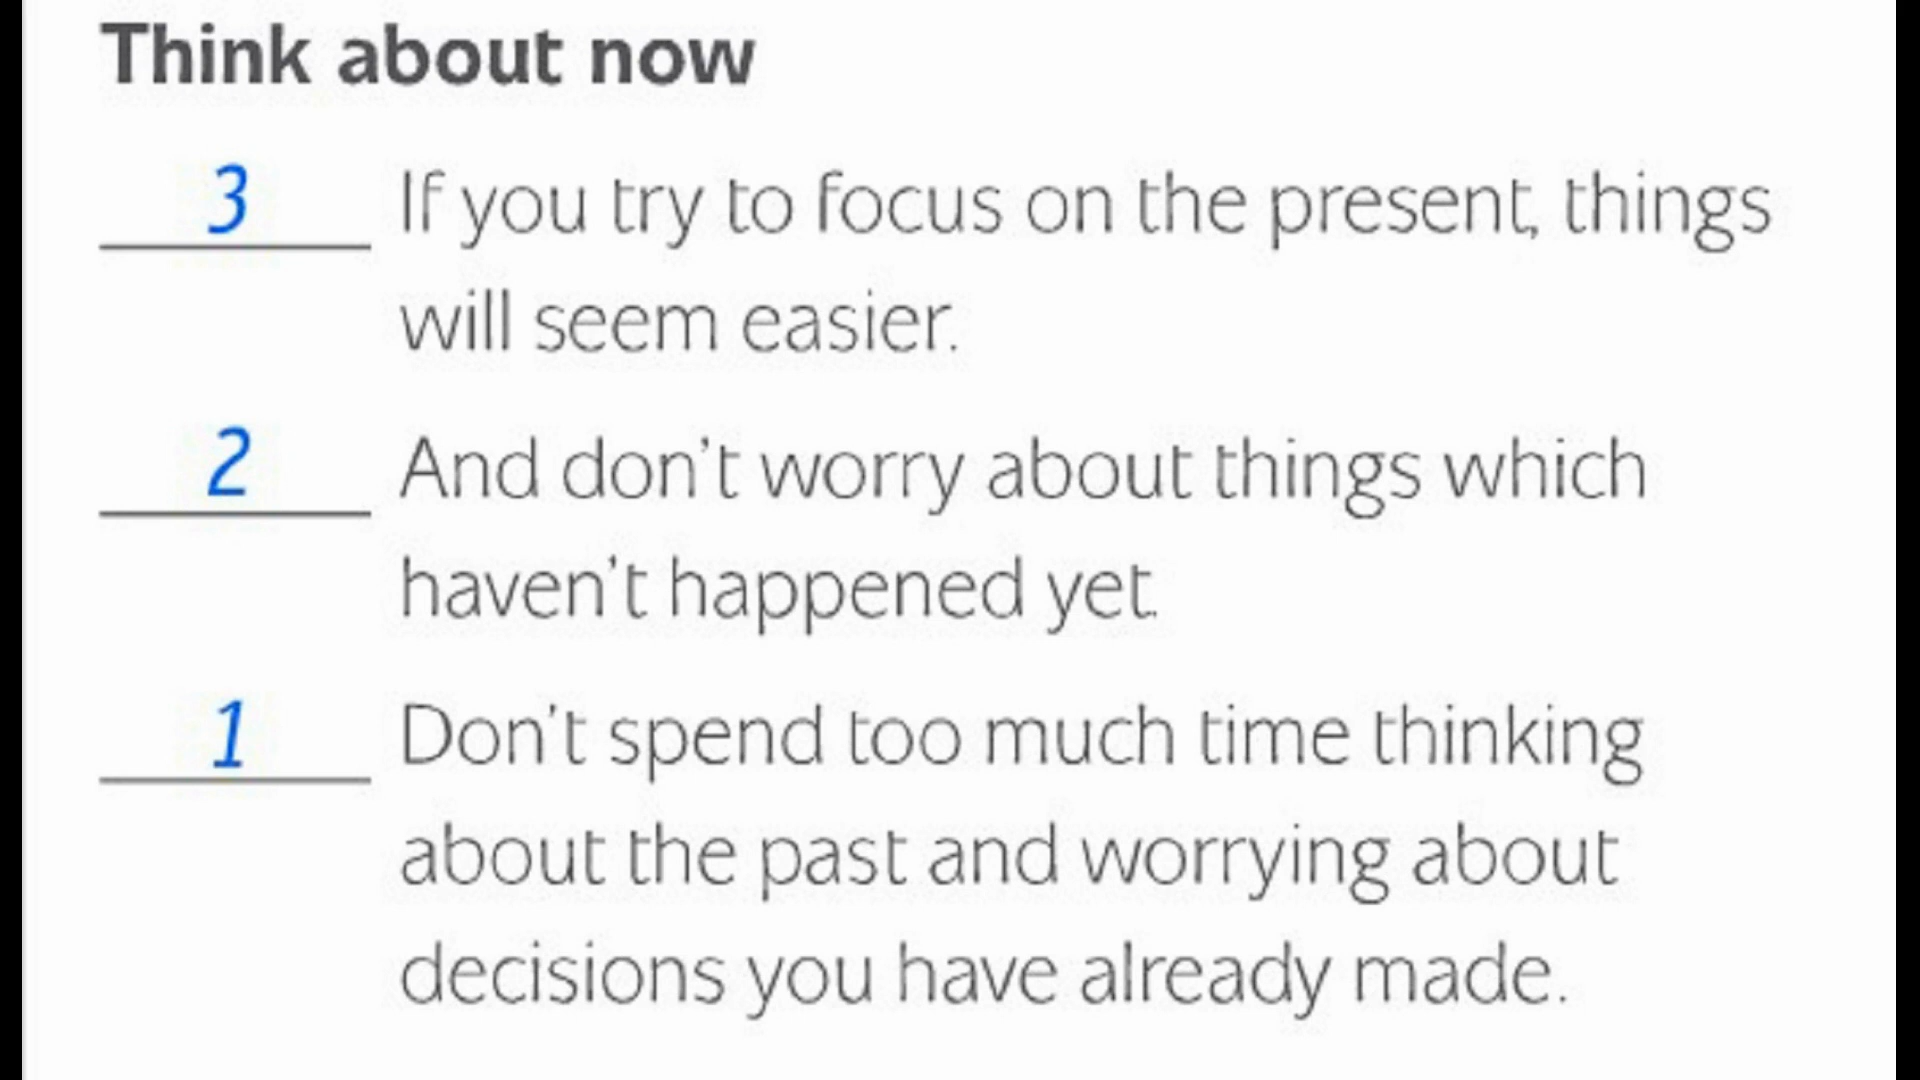 Think about now
3 If you try to focus on the present, things
will seem easier.
2 And don't worry about things which
haven't happened yet.
1 Don't spend too much time thinking
about the past and worrying about
decisions you have already made.